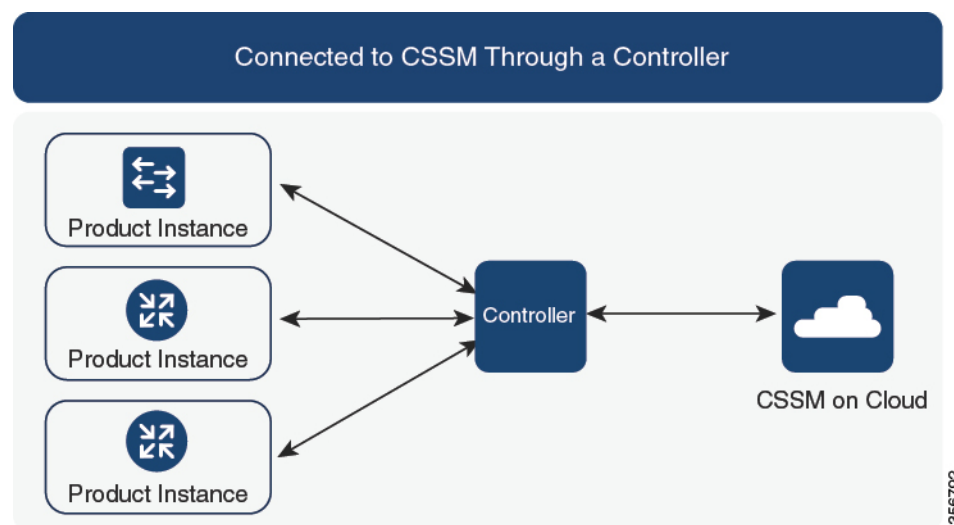 Connected to CSSM Through a Controller
Product Instance
Product Instance
Product Instance
Controller
CSSM on Cloud